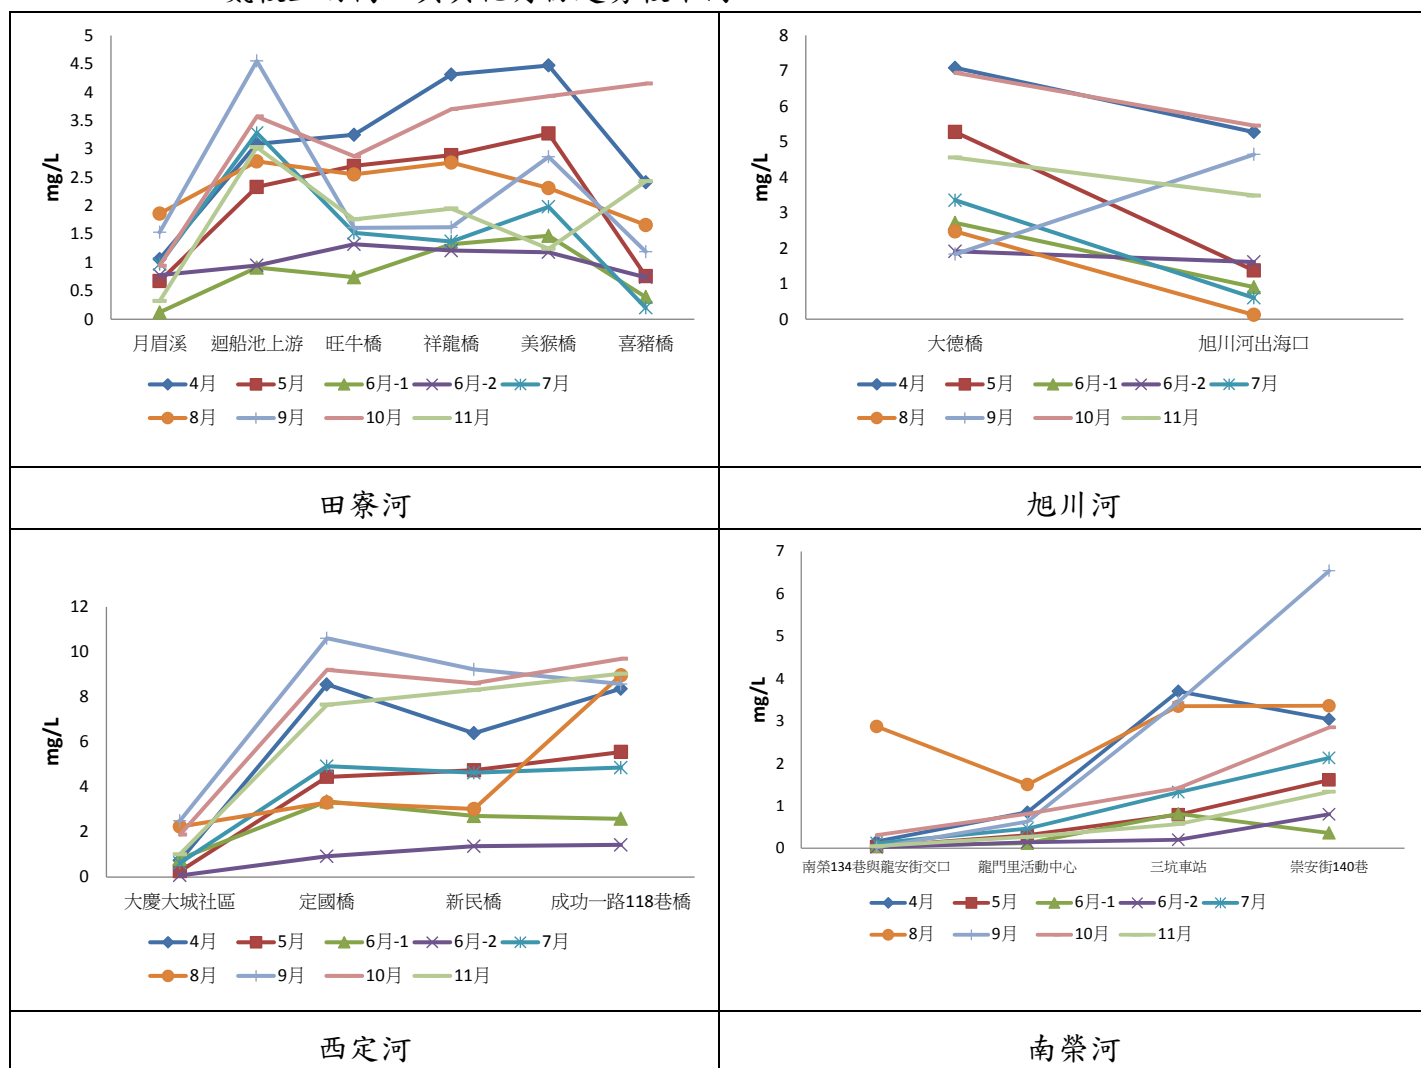 5
4.5
4
3.5
3
2.5
2
1.5
1
0.5
0
mg/L
月眉溪 迴船池上游 旺牛橋 祥龍橋 美猴橋 喜豬橋
4月 5月 6月-1 6月-2 7月
8月 9月 10月 11月
8
7
6
5
4
3
2
1
0
mg/L
大德橋 旭川河出海口
4月 5月 6月-1 6月-2 7月
8月 9月 10月 11月
田寮河 旭川河
12
10
8
6
4
2
0
mg/L
大慶大城社區 定國橋 新民橋 成功一路118巷橋
4月 5月 6月-1 6月-2 7月
8月 9月 10月 11月
7
6
5
4
3
2
1
0
mg/L
南榮134巷與龍安街交口 龍門里活動中心 三坑車站 崇安街140巷
4月 5月 6月-1 6月-2 7月
8月 9月 10月 11月
西定河 南榮河